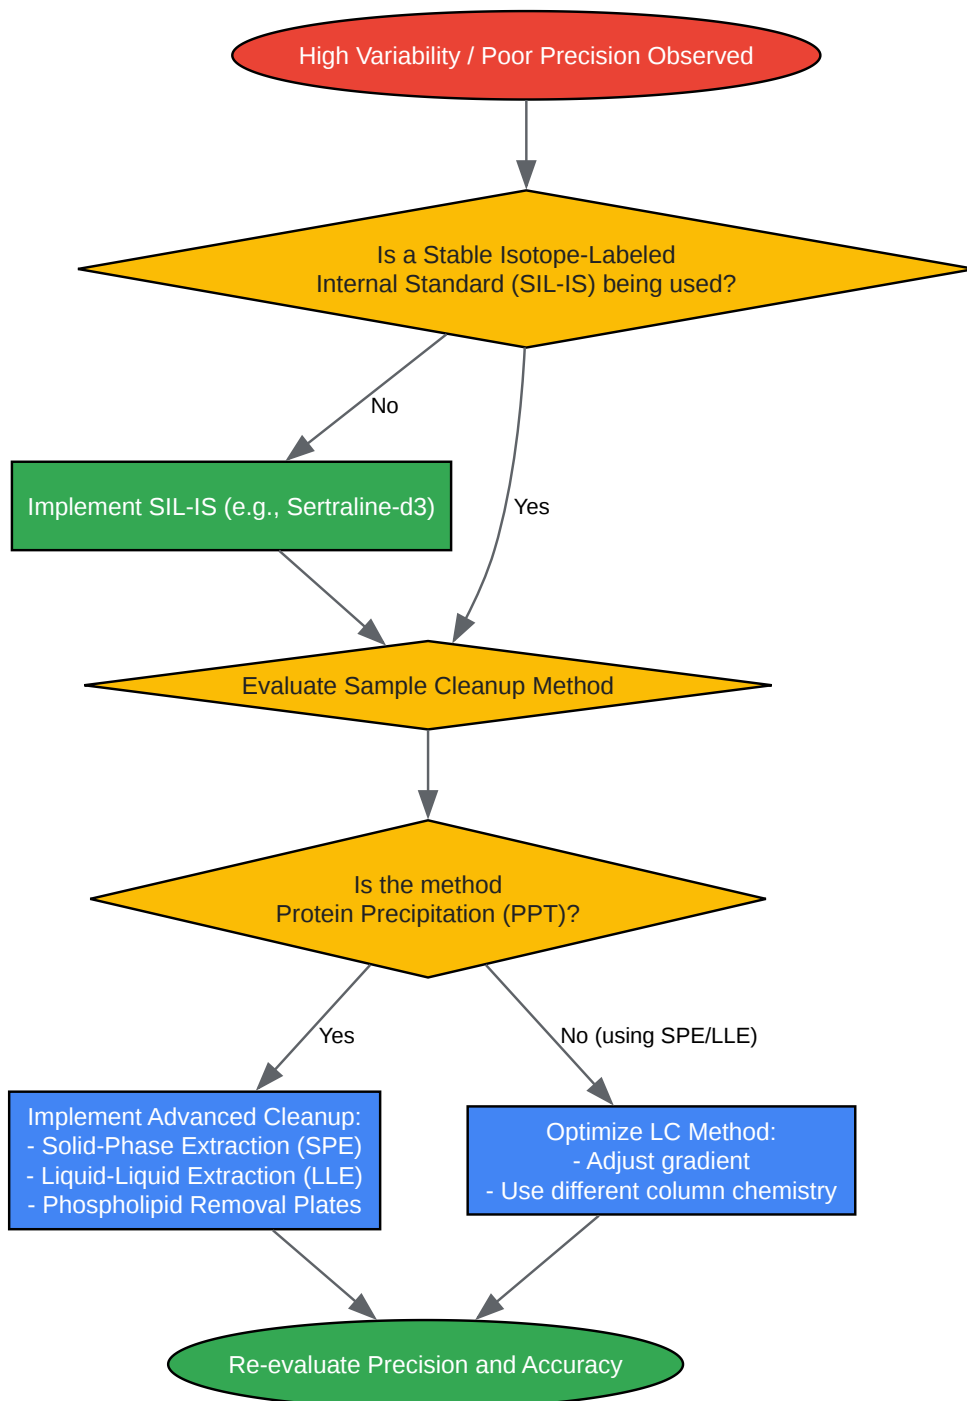 High Variability / Poor Precision Observed
Is a Stable Isotope-Labeled
Internal Standard (SIL-IS) being used?
No
Implement SIL-IS (e.g., Sertraline-d3)
Yes
Evaluate Sample Cleanup Method
Is the method
Protein Precipitation (PPT)?
Yes
No (using SPE/LLE)
Implement Advanced Cleanup:
- Solid-Phase Extraction (SPE)
- Liquid-Liquid Extraction (LLE)
- Phospholipid Removal Plates
Optimize LC Method:
- Adjust gradient
- Use different column chemistry
Re-evaluate Precision and Accuracy